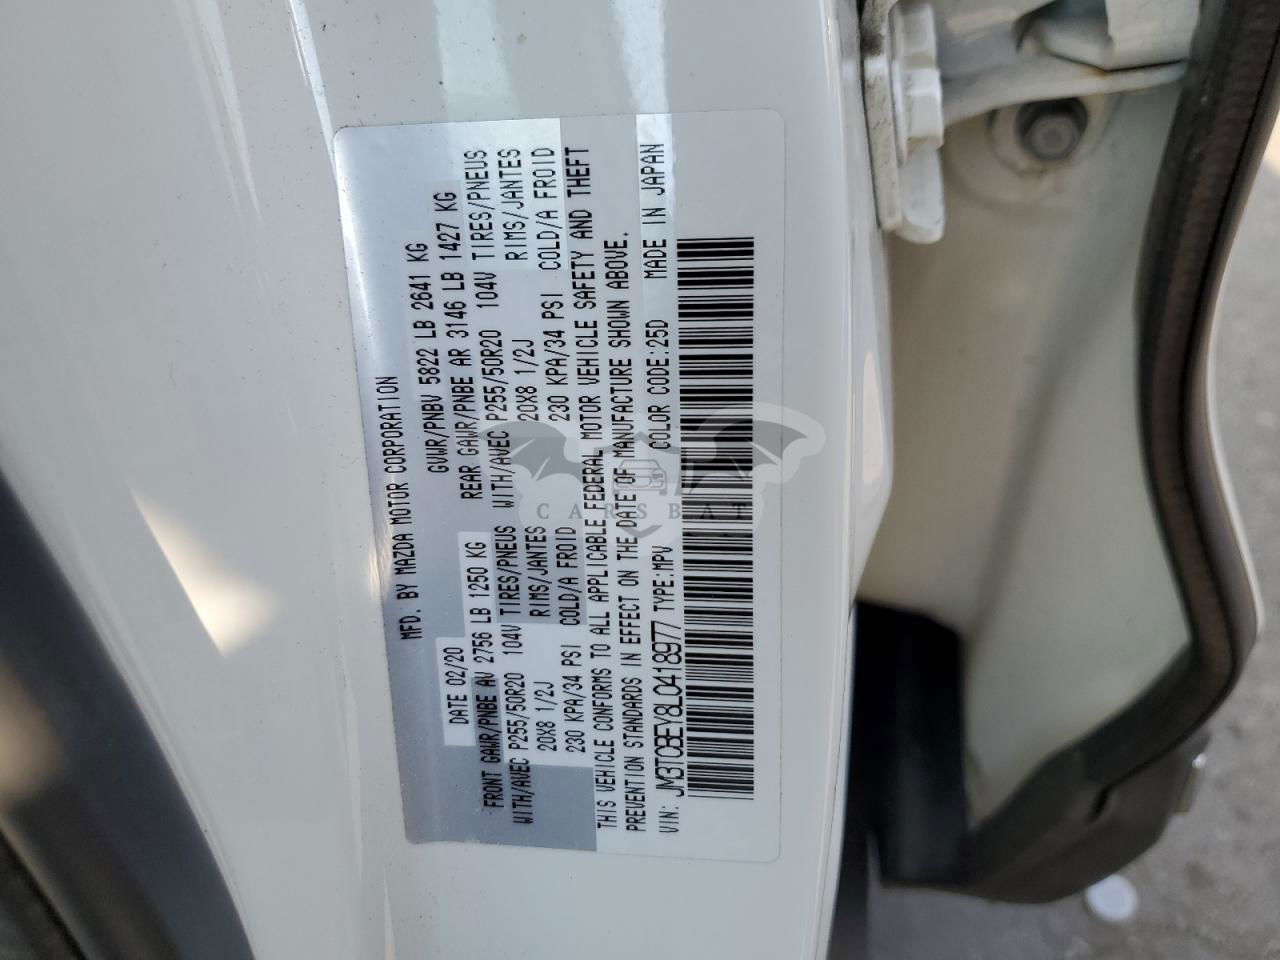 MFD. BY MAZDA MOTOR CORPORATION
DATE 02/20 GVWR/PNBV 5822 LB 2641 KG
FRONT GAWR/PNBE AV 2756 LB 1250 KG REAR GAWR/PNBE AR 3146 LB 1427 KG
WITH/AVEC P255/50R20 104V TIRES/PNEUS WITH/AVEC P255/50R20 104V TIRES/PNEUS
20X8 1/2J RIMS/JANTES 20X8 1/2J RIMS/JANTES
230 KPA/34 PSI COLD/A FROID 230 KPA/34 PSI COLD/A FROID
THIS VEHICLE CONFORMS TO ALL APPLICABLE FEDERAL MOTOR VEHICLE SAFETY AND THEFT
PREVENTION STANDARDS IN EFFECT ON THE DATE OF MANUFACTURE SHOWN ABOVE.
VIN: JM3TCBEY8L0418977 TYPE:MPV COLOR CODE:25D MADE IN JAPAN
CARSBAT